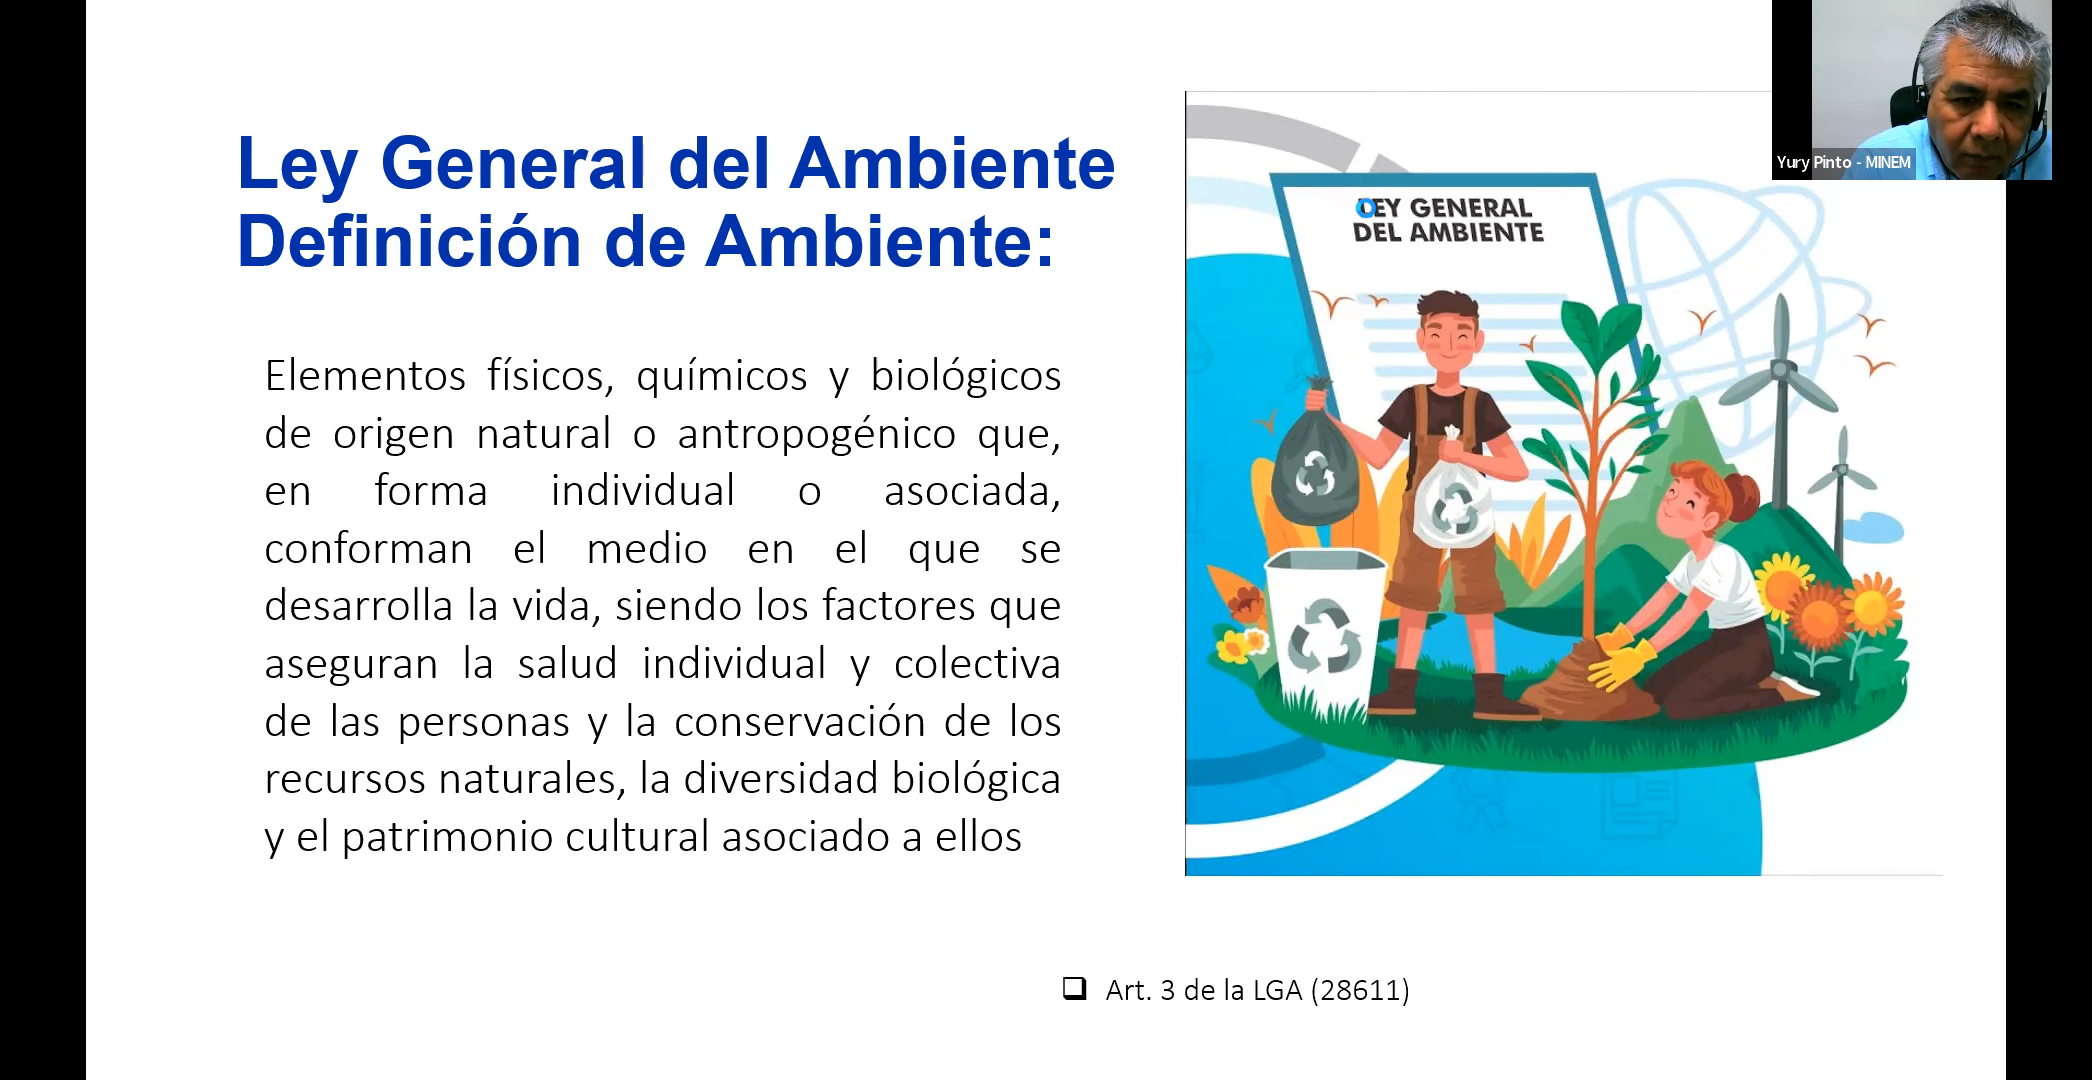 Ley General del Ambiente
Definición de Ambiente:
Elementos físicos, químicos y biológicos
de origen natural o antropogénico que,
en forma individual o asociada,
conforman el medio en el que se
desarrolla la vida, siendo los factores que
aseguran la salud individual y colectiva
de las personas y la conservación de los
recursos naturales, la diversidad biológica
y el patrimonio cultural asociado a ellos
LEY GENERAL
DEL AMBIENTE
Yury Pinto - MINEM
Art. 3 de la LGA (28611)